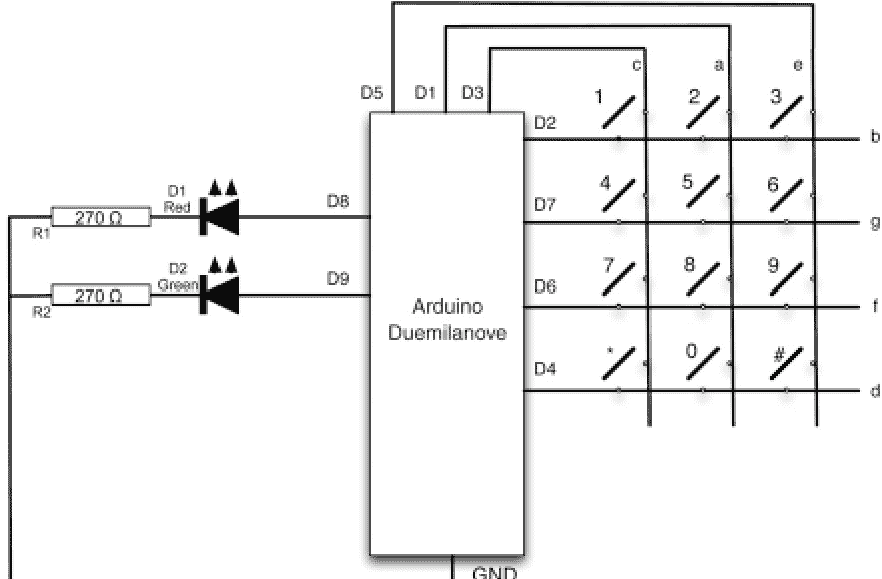 c a e
D5 D1 D3
1 2 3
D2
b
D1
Red
4 5 6
D8
D7
270 Ω
g
R1
D2
Green
7 8 9
D9
D6
270 Ω
R2
f
Arduino
Duemilanove
* 0 #
D4
d
GND